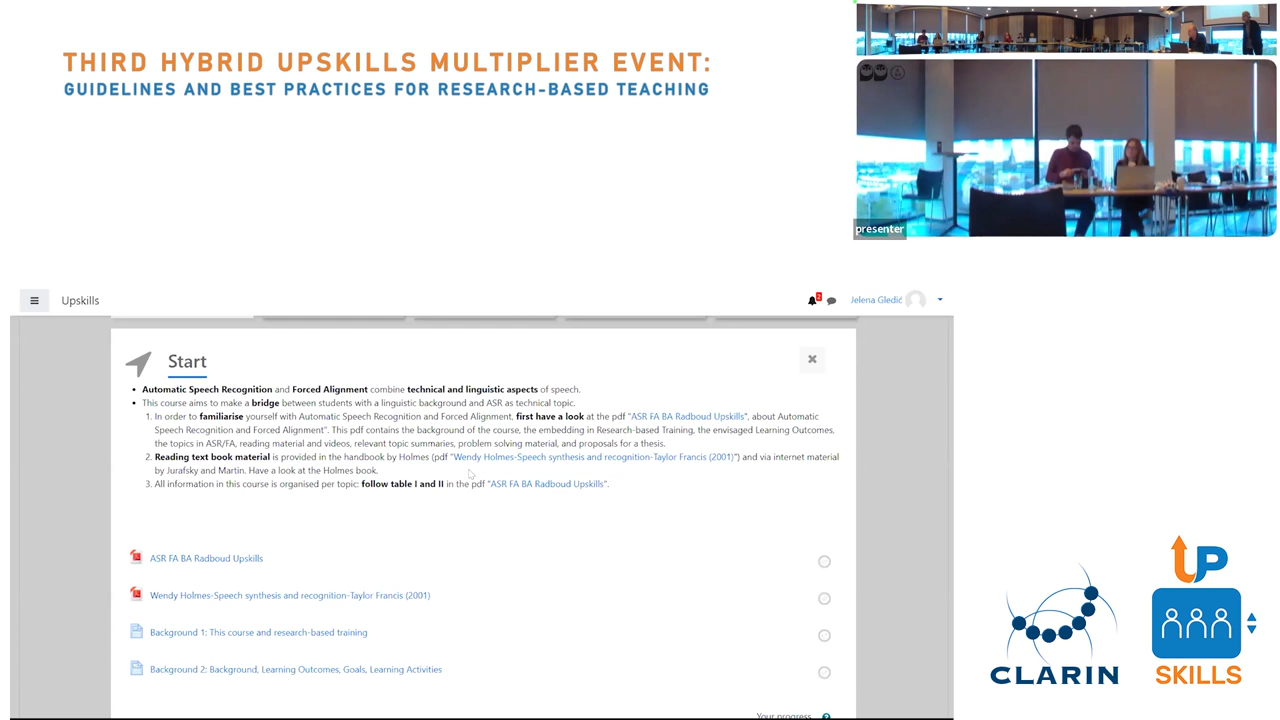 THIRD HYBRID UPSKILLS MULTIPLIER EVENT:
GUIDELINES AND BEST PRACTICES FOR RESEARCH-BASED TEACHING
presenter
Upskills
2
Jelena Gledić
Start
• Automatic Speech Recognition and Forced Alignment combine technical and linguistic aspects of speech.
• This course aims to make a bridge between students with a linguistic background and ASR as technical topic.
1. In order to familiarise yourself with Automatic Speech Recognition and Forced Alignment, first have a look at the pdf "ASR FA BA Radboud Upskills", about Automatic
Speech Recognition and Forced Alignment". This pdf contains the background of the course, the embedding in Research-based Training, the envisaged Learning Outcomes,
the topics in ASR/FA, reading material and videos, relevant topic summaries, problem solving material, and proposals for a thesis.
2. Reading text book material is provided in the handbook by Holmes (pdf "Wendy Holmes-Speech synthesis and recognition-Taylor Francis (2001)") and via internet material
by Jurafsky and Martin. Have a look at the Holmes book.
3. All information in this course is organised per topic: follow table I and II in the pdf "ASR FA BA Radboud Upskills".
ASR FA BA Radboud Upskills
Wendy Holmes-Speech synthesis and recognition-Taylor Francis (2001)
Background 1: This course and research-based training
Background 2: Background, Learning Outcomes, Goals, Learning Activities
Your progress
CLARIN
UP
SKILLS